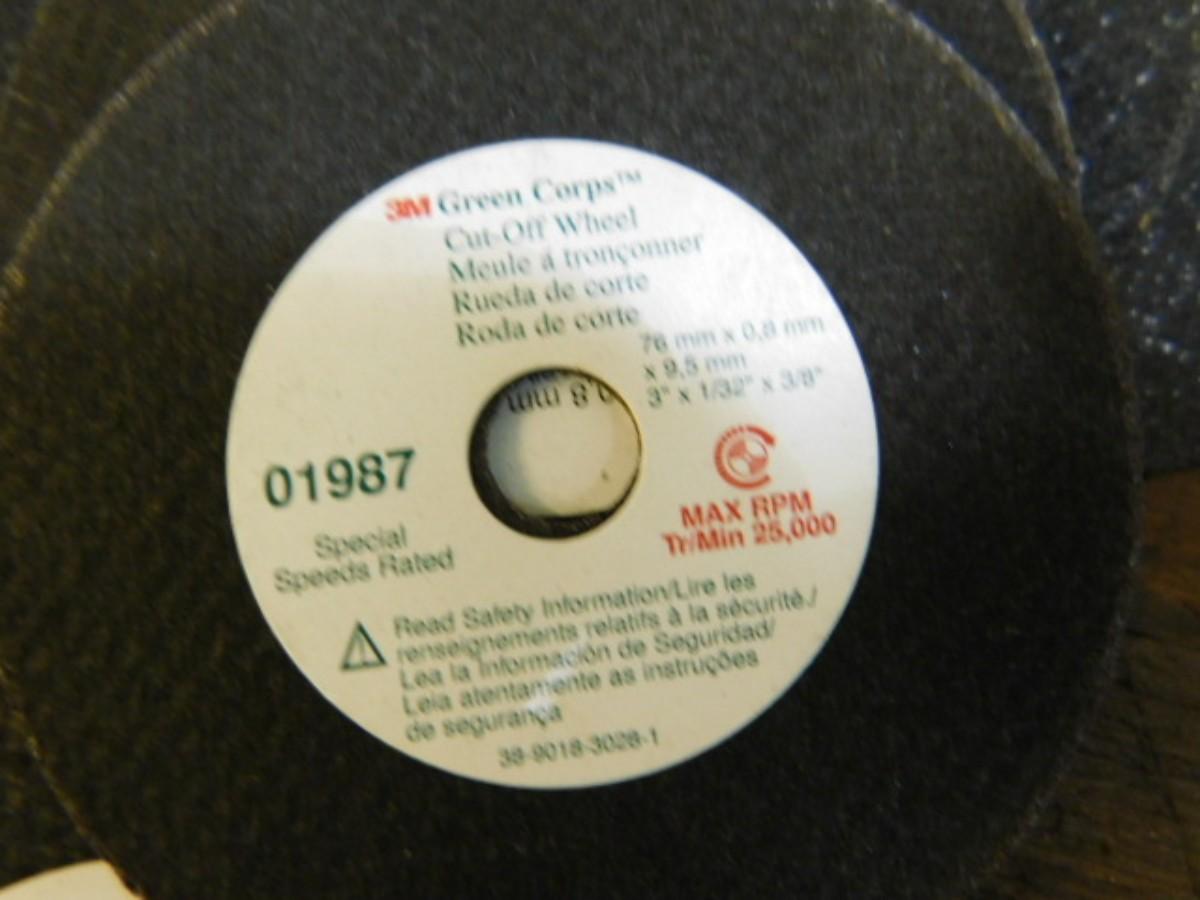 3M Green Corps™
Cut-Off Wheel
Meule á tronçonner
Rueda de corte
Roda de corte
76 mm x 0,8 mm
x 9,5 mm
3" x 1/32" x 3/8"
0,8 mm
01987
Special
Speeds Rated
MAX RPM
Tr/Min 25,000
Read Safety Information/Lire les
renseignements relatifs à la sécurité./
Lea la Información de Seguridad/
Leia atentamente as instruções
de segurança
38-9018-3028-1